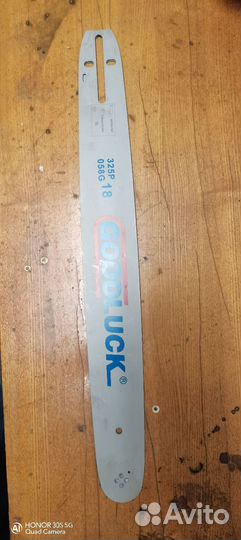 325P
058G 18
GOODLUCK®
HONOR 30S 5G
Quad Camera
Avito